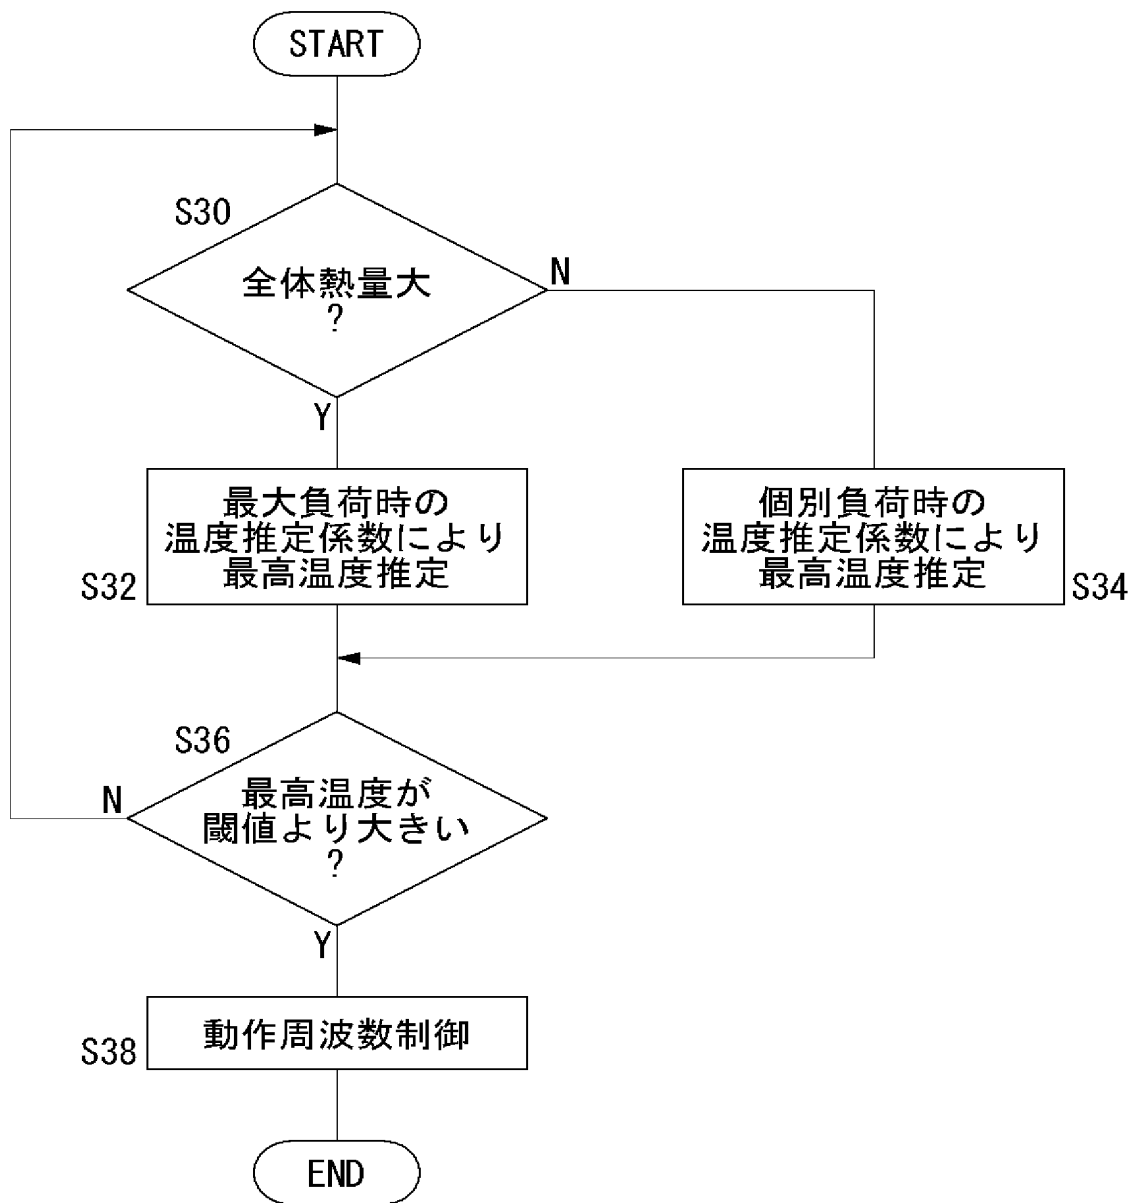 START
S30
全体熱量大
?
N
Y
最大負荷時の
温度推定係数により
最高温度推定
S32
個別負荷時の
温度推定係数により
最高温度推定
S34
S36
最高温度が
閾値より大きい
?
N
Y
動作周波数制御
S38
END